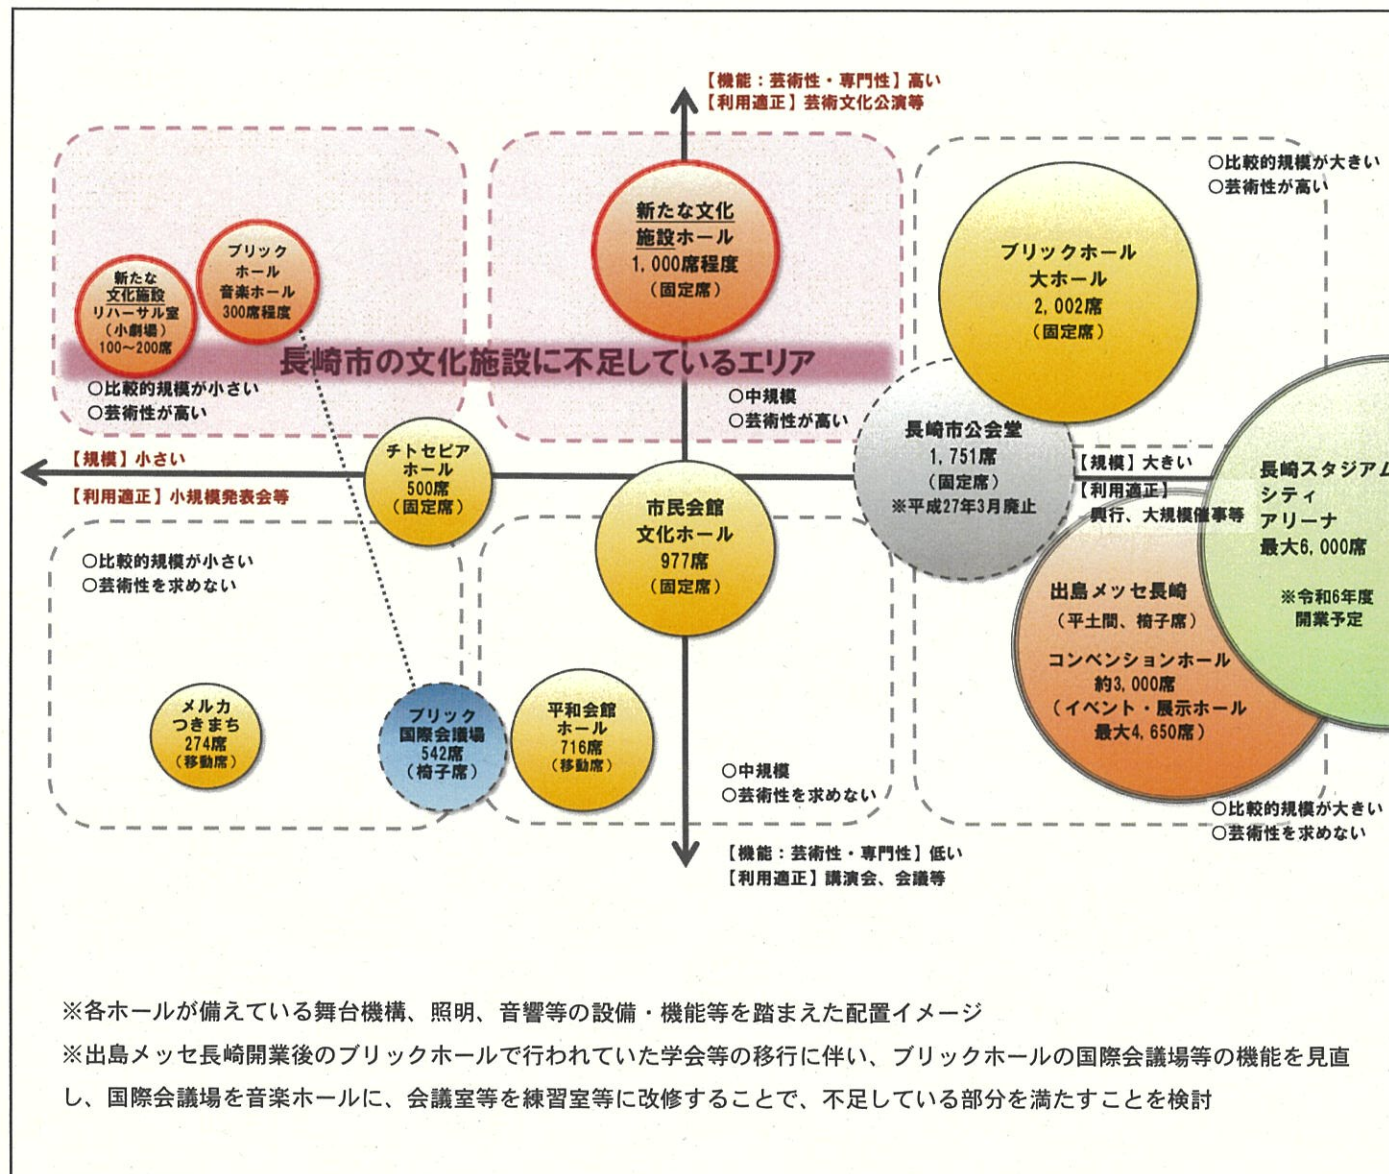 【機能：芸術性・専門性】高い
【利用適正】芸術文化公演等
○比較的規模が大きい
○芸術性が高い
新たな文化
施設ホール
1,000席程度
（固定席）
ブリックホール
大ホール
2,002席
（固定席）
ブリック
ホール
音楽ホール
300席程度
新たな
文化施設
リハーサル室
（小劇場）
100～200席
長崎市の文化施設に不足しているエリア
○比較的規模が小さい
○芸術性が高い
○中規模
○芸術性が高い
長崎市公会堂
1,751席
（固定席）
※平成27年3月廃止
【規模】小さい
【利用適正】小規模発表会等
チトセピア
ホール
500席
（固定席）
【規模】大きい
【利用適正】
興行、大規模催事等
長崎スタジアム
シティ
アリーナ
最大6,000席
※令和6年度
開業予定
市民会館
文化ホール
977席
（固定席）
○比較的規模が小さい
○芸術性を求めない
出島メッセ長崎
（平土間、椅子席）
コンベンションホール
約3,000席
（イベント・展示ホール
最大4,650席）
メルカ
つきまち
274席
（移動席）
ブリック
国際会議場
542席
（椅子席）
平和会館
ホール
716席
（移動席）
○中規模
○芸術性を求めない
○比較的規模が大きい
○芸術性を求めない
【機能：芸術性・専門性】低い
【利用適正】講演会、会議等
※各ホールが備えている舞台機構、照明、音響等の設備・機能等を踏まえた配置イメージ
※出島メッセ長崎開業後のブリックホールで行われていた学会等の移行に伴い、ブリックホールの国際会議場等の機能を見直
し、国際会議場を音楽ホールに、会議室等を練習室等に改修することで、不足している部分を満たすことを検討